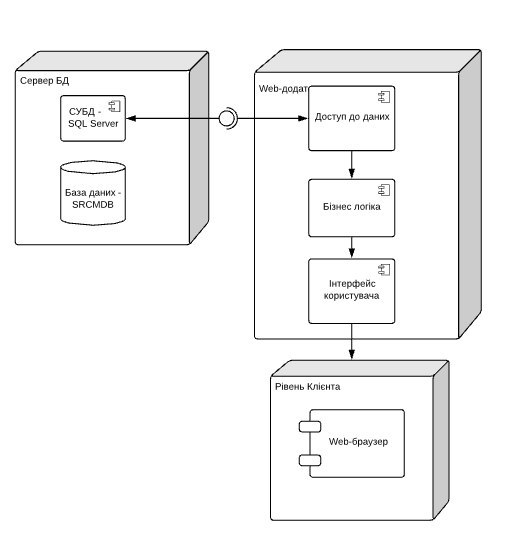 Сервер БД
СУБД -
SQL Server
База даних -
SRCMDB
Web-додат
Доступ до даних
Бізнес логіка
Інтерфейс
користувача
Рівень Клієнта
Web-браузер